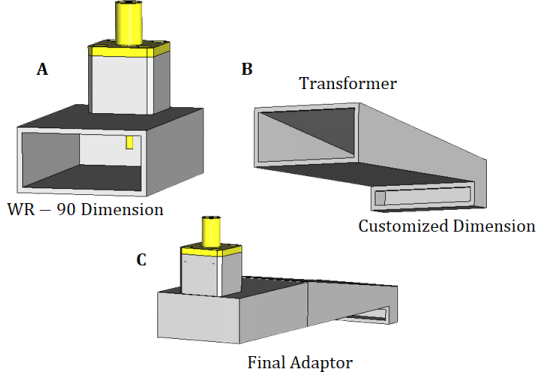 A
B
Transformer
WR − 90 Dimension
Customized Dimension
C
Final Adaptor